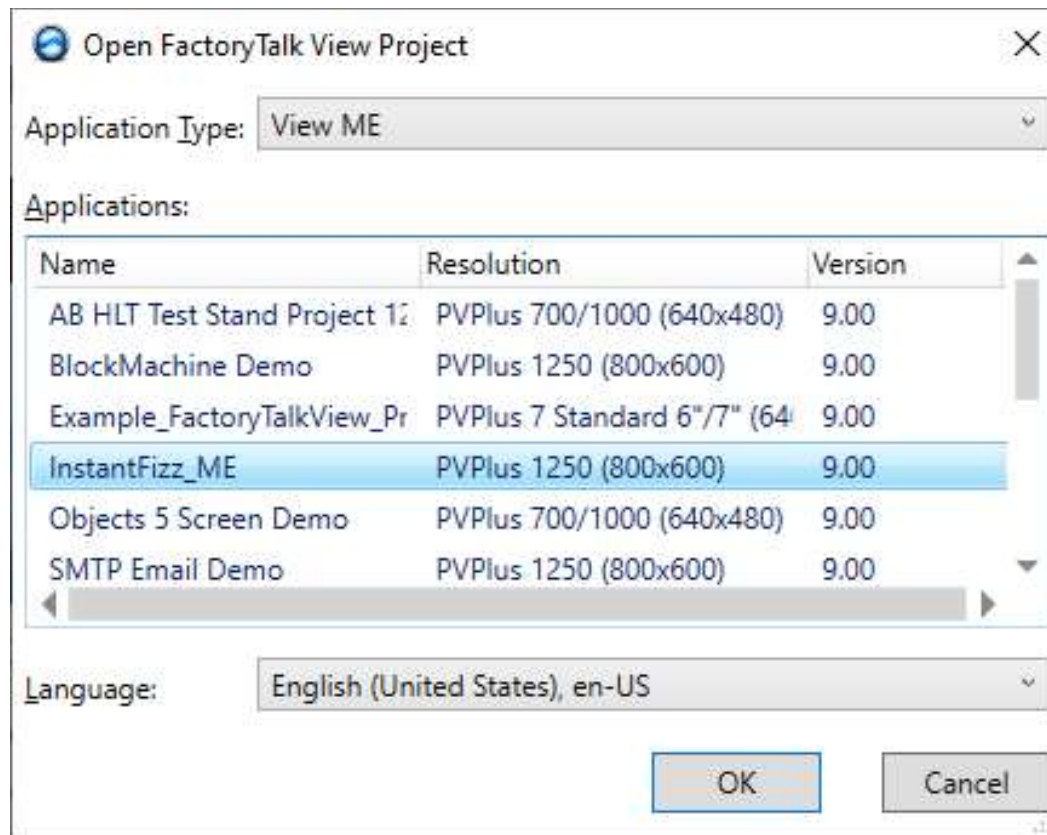 Open FactoryTalk View Project
Application Type: View ME
Applications:
Name Resolution Version
AB HLT Test Stand Project 12 PVPlus 700/1000 (640x480) 9.00
BlockMachine Demo PVPlus 1250 (800x600) 9.00
Example_FactoryTalkView_Pr PVPlus 7 Standard 6"/7" (64 9.00
InstantFizz_ME PVPlus 1250 (800x600) 9.00
Objects 5 Screen Demo PVPlus 700/1000 (640x480) 9.00
SMTP Email Demo PVPlus 1250 (800x600) 9.00
Language: English (United States), en-US
OK Cancel